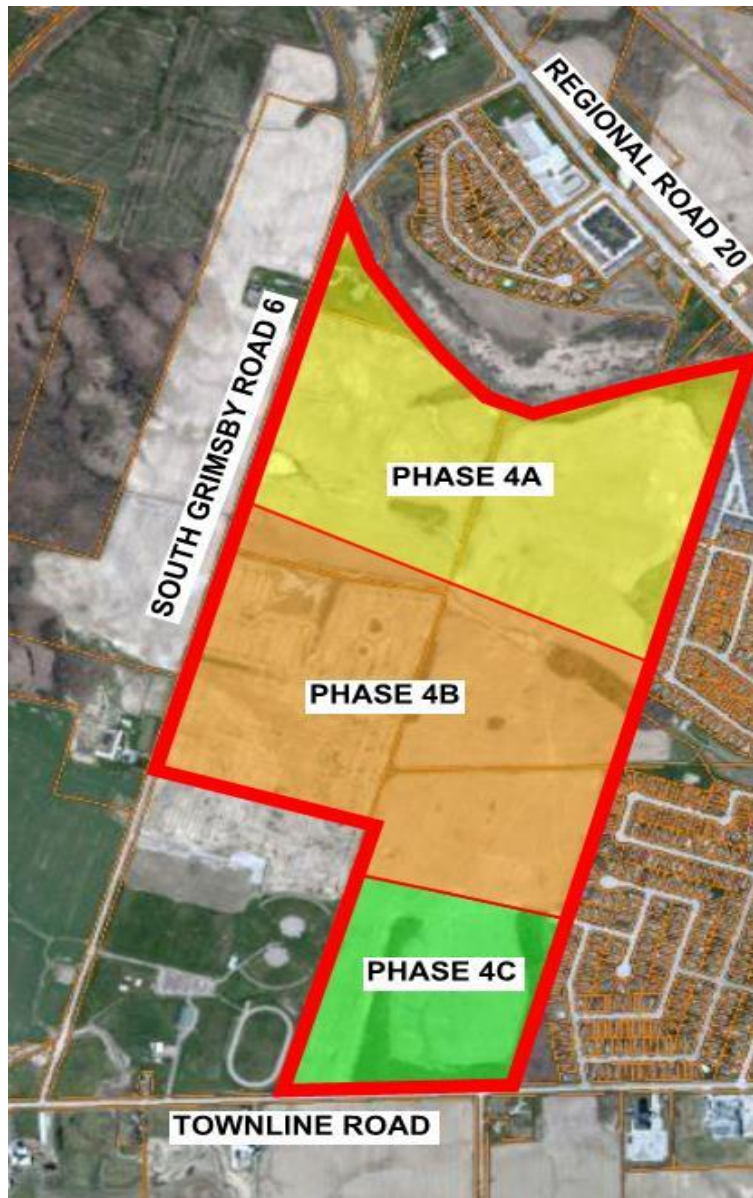 REGIONAL ROAD 20
SOUTH GRIMSBY ROAD 6
PHASE 4A
PHASE 4B
PHASE 4C
TOWNLINE ROAD